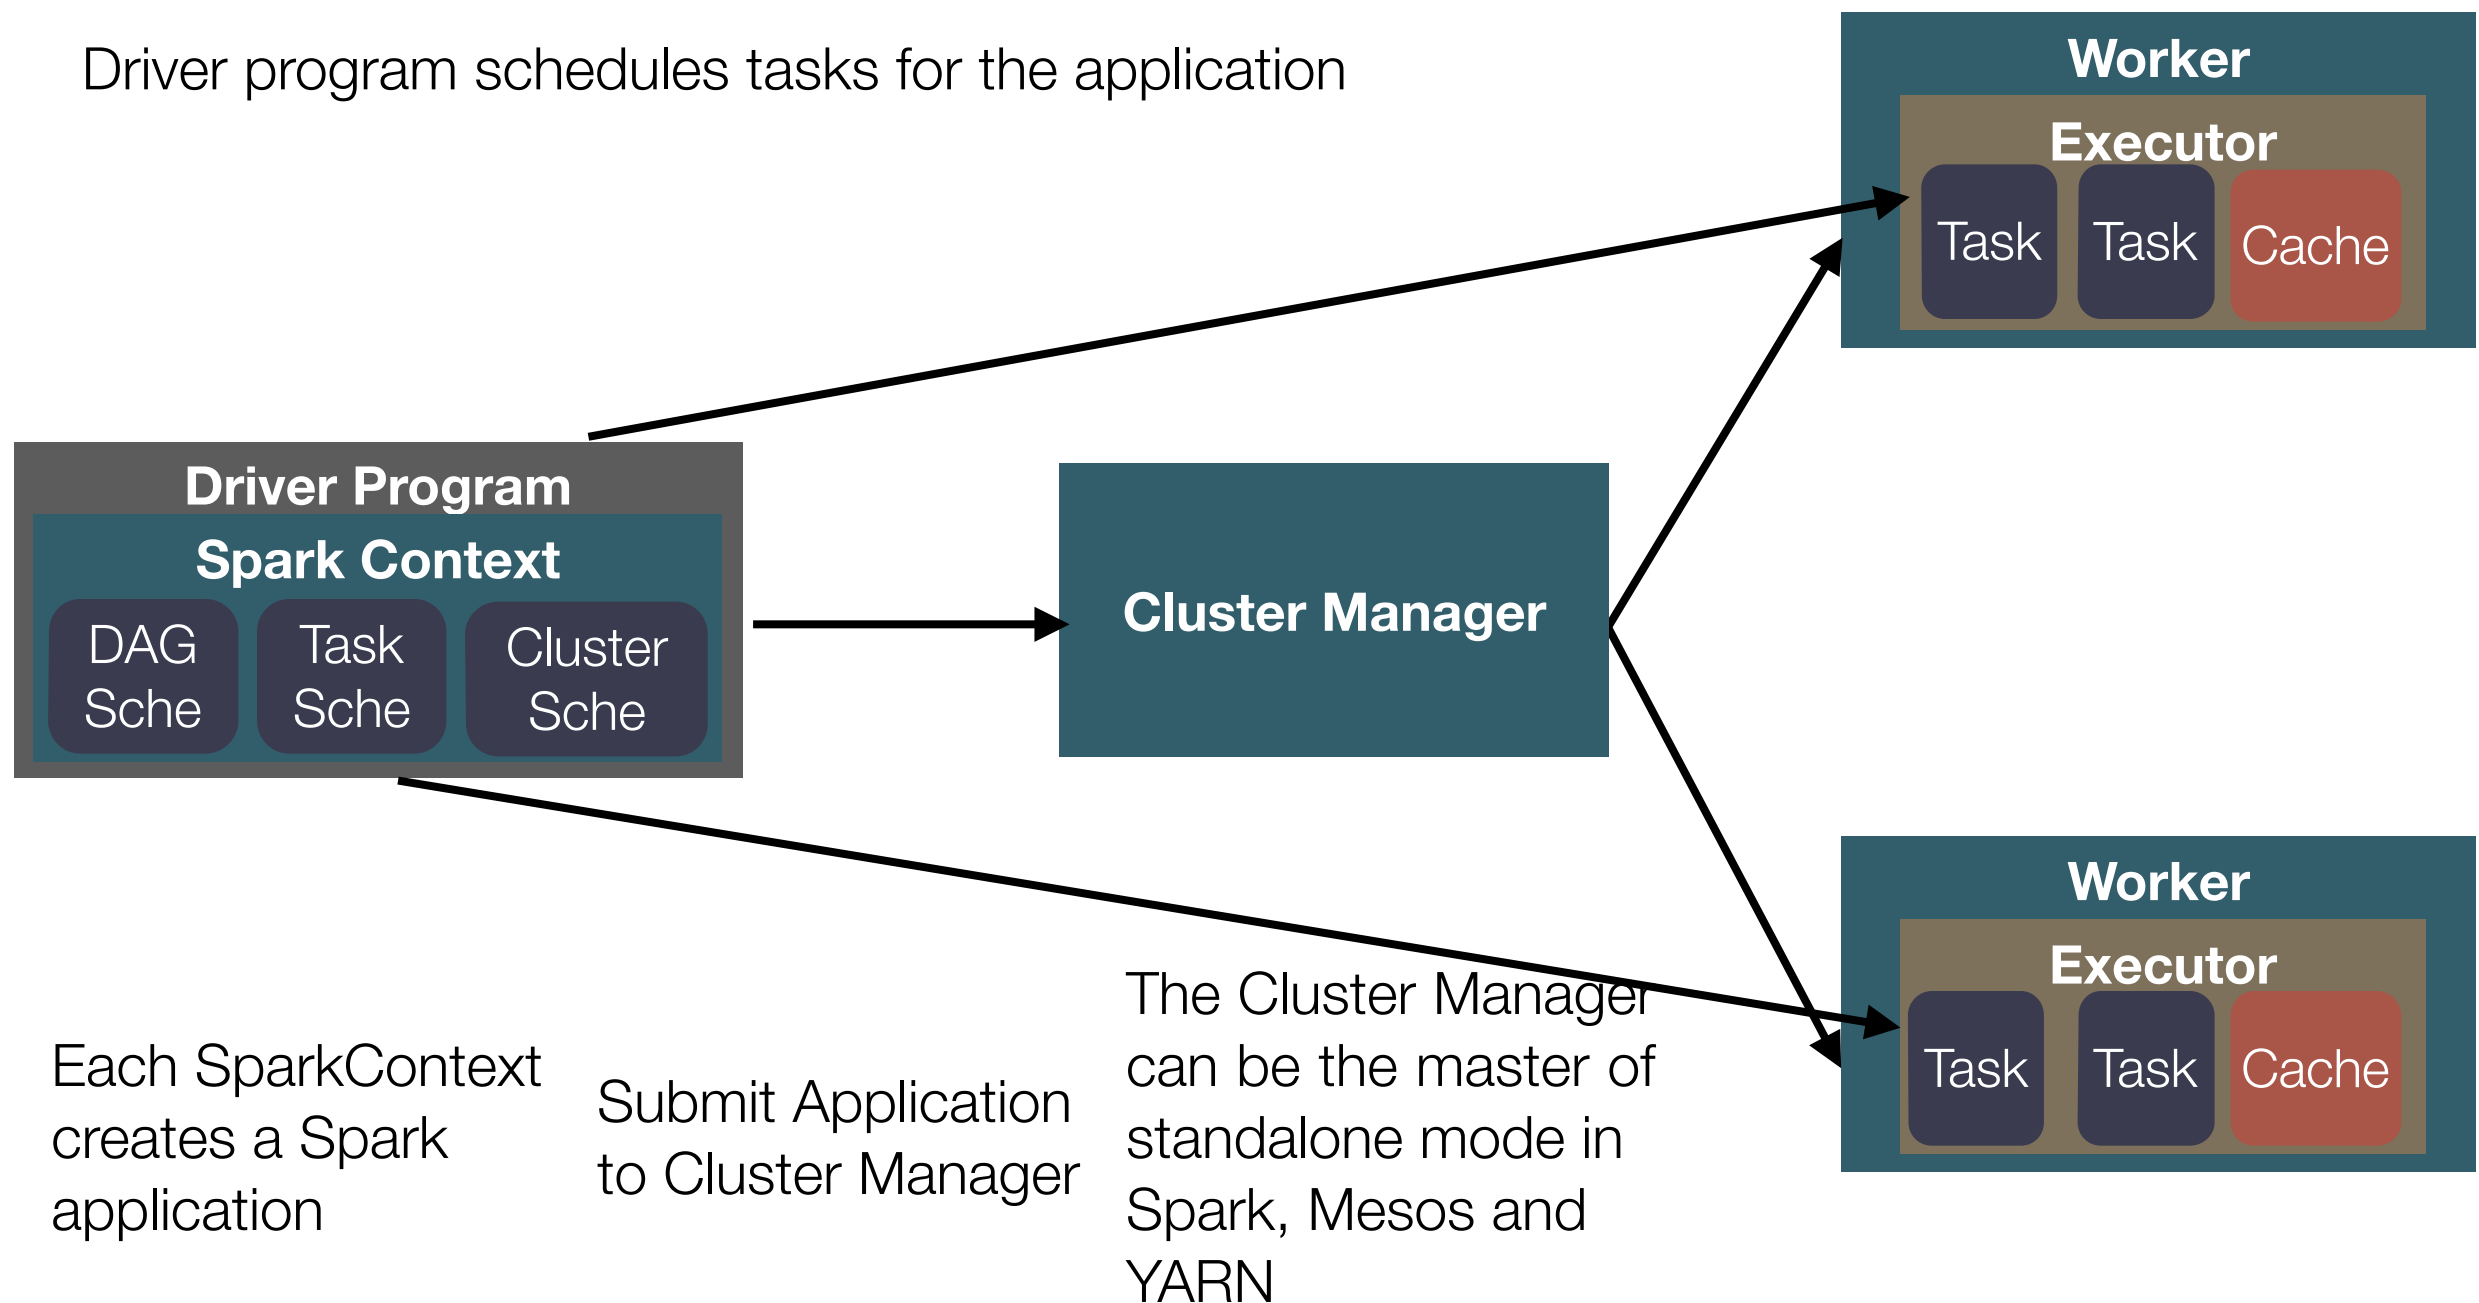 Driver program schedules tasks for the application
Worker
Executor
Task
Task
Cache
Driver Program
Spark Context
DAG
Sche
Task
Sche
Cluster
Sche
Cluster Manager
Worker
Executor
Task
Task
Cache
Each SparkContext
creates a Spark
application
Submit Application
to Cluster Manager
The Cluster Manager
can be the master of
standalone mode in
Spark, Mesos and
YARN